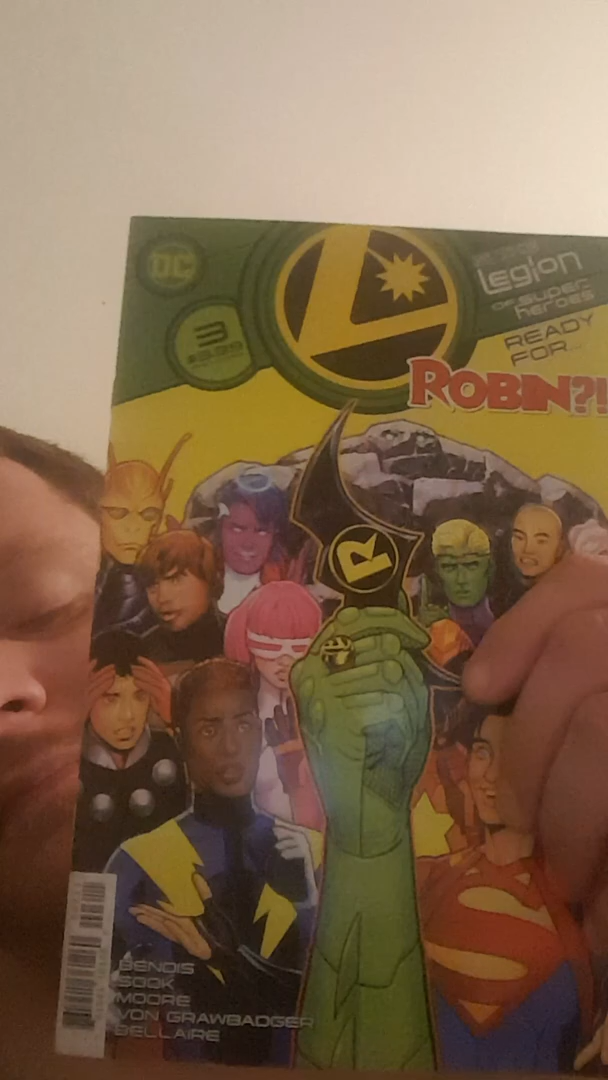 DC
3
L
Legion
OF SUPER-
HEROES
READY
FOR...
ROBIN?!
R
L
BENDIS
SOOK
MOORE
VON GRAWBADGER
BELLAIRE